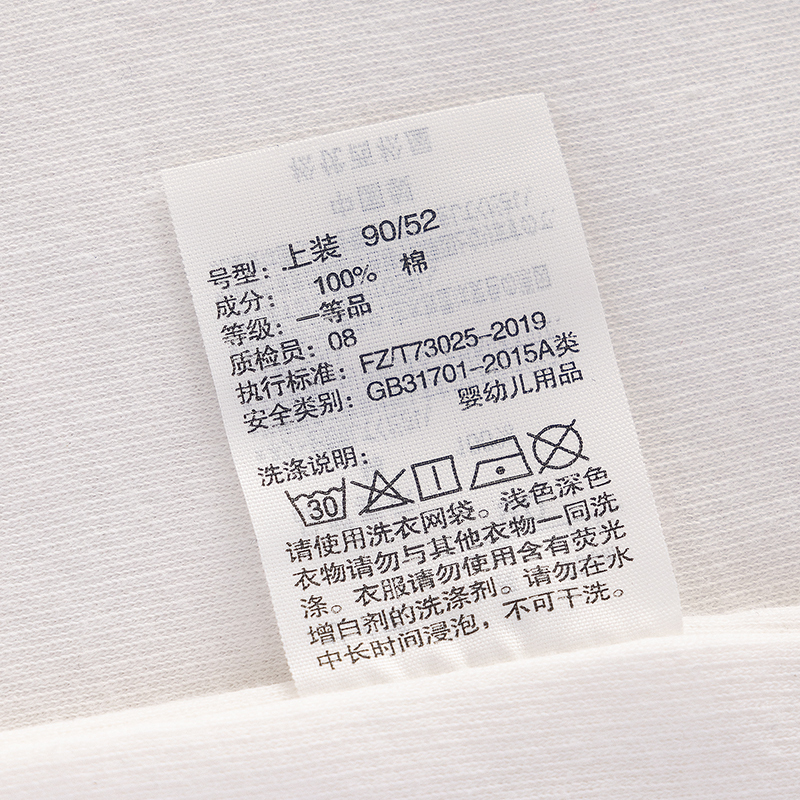 号型：上装 90/52
成分： 100% 棉
等级：一等品
质检员：08
执行标准：FZ/T73025-2019
安全类别：GB31701-2015A类
婴幼儿用品
洗涤说明：
30
请使用洗衣网袋。浅色深色
衣物请勿与其他衣物一同洗
涤。衣服请勿使用含有荧光
增白剂的洗涤剂。请勿在水
中长时间浸泡，不可干洗。